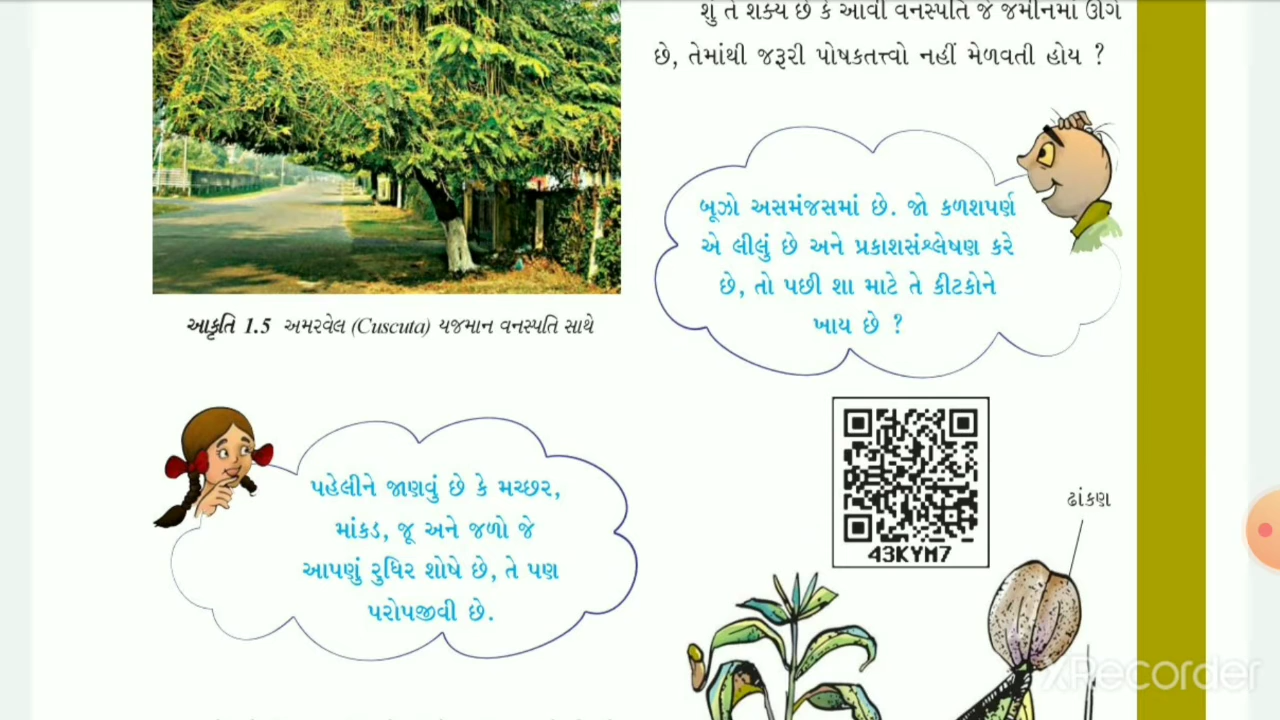 શું તે શક્ય છે કે આવી વનસ્પતિ જે જમીનમાં ઊગે
છે, તેમાંથી જરૂરી પોષકતત્ત્વો નહીં મેળવતી હોય ?
બૂઝો અસમંજસમાં છે. જો કળશપર્ણ
એ લીલું છે અને પ્રકાશસંશ્લેષણ કરે
છે, તો પછી શા માટે તે કીટકોને
ખાય છે ?
આકૃતિ 1.5 અમરવેલ (Cuscuta) યજમાન વનસ્પતિ સાથે
પહેલીને જાણવું છે કે મચ્છર,
માંકડ, જૂ અને જળો જે
આપણું રુધિર શોષે છે, તે પણ
પરોપજીવી છે.
43KYM7
ઢાંકણ
XRecorder